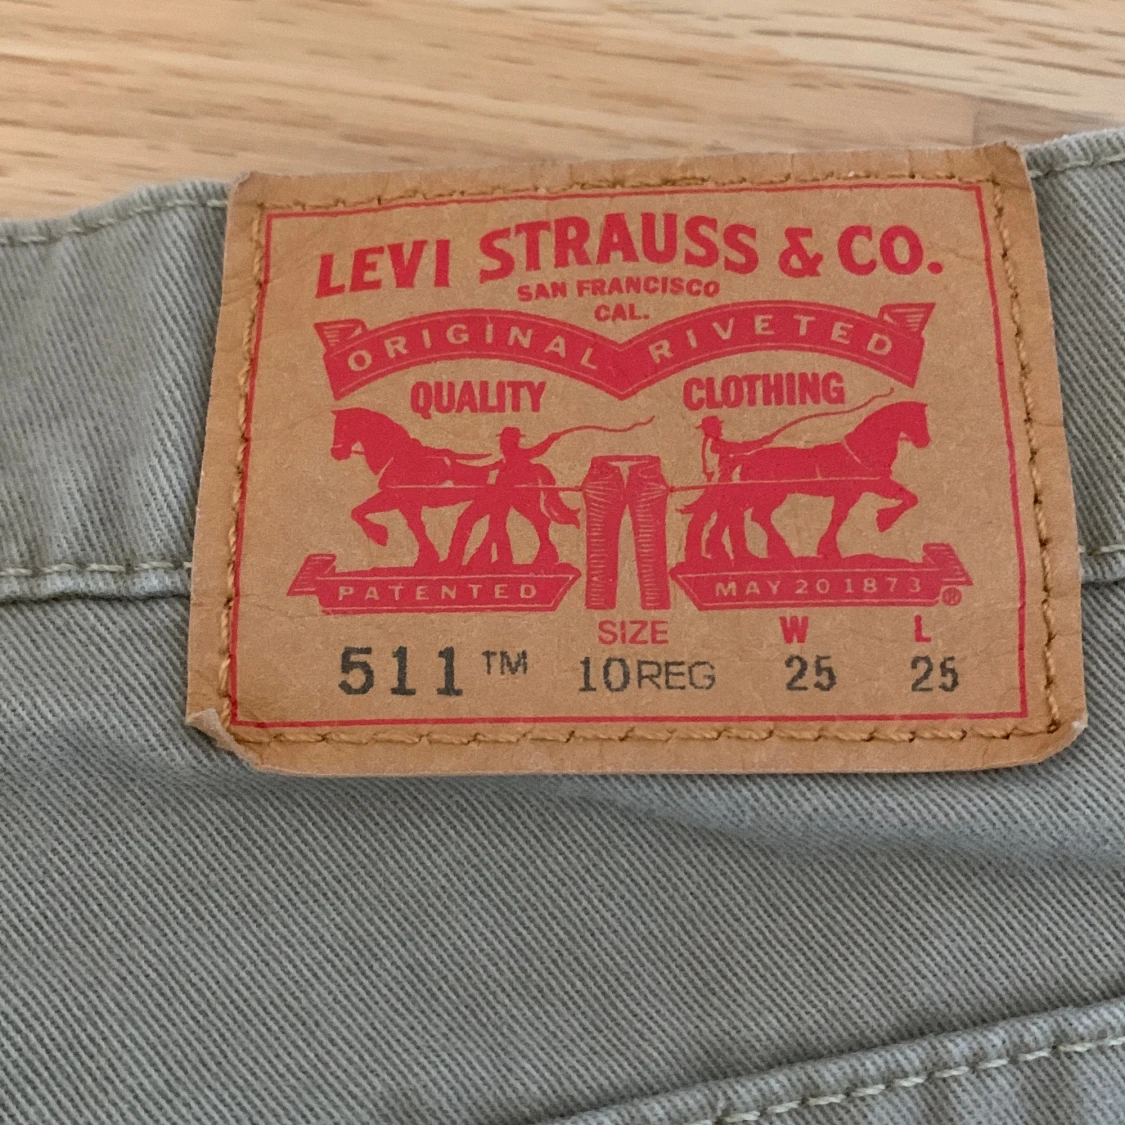 LEVI STRAUSS & CO.
SAN FRANCISCO
CAL.
ORIGINAL RIVETED
QUALITY CLOTHING
PATENTED MAY 20 1873 ®
SIZE W L
511™ 10REG 25 25